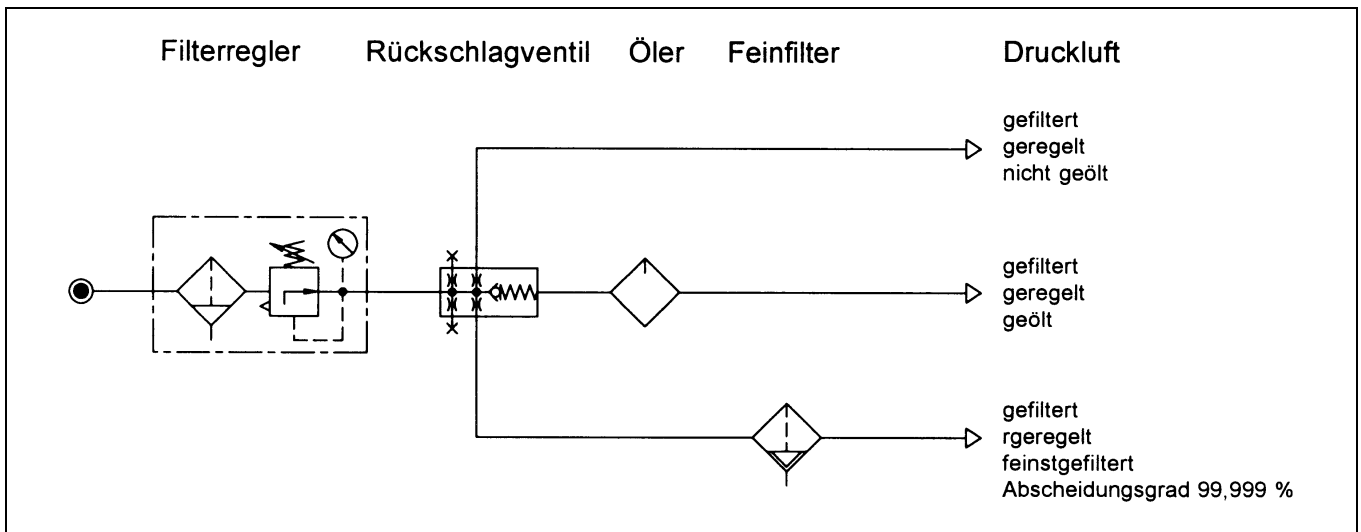 Filterregler Rückschlagventil Öler Feinfilter Druckluft
gefiltert
geregelt
nicht geölt
gefiltert
geregelt
geölt
gefiltert
rgeregelt
feinstgefiltert
Abscheidungsgrad 99,999 %